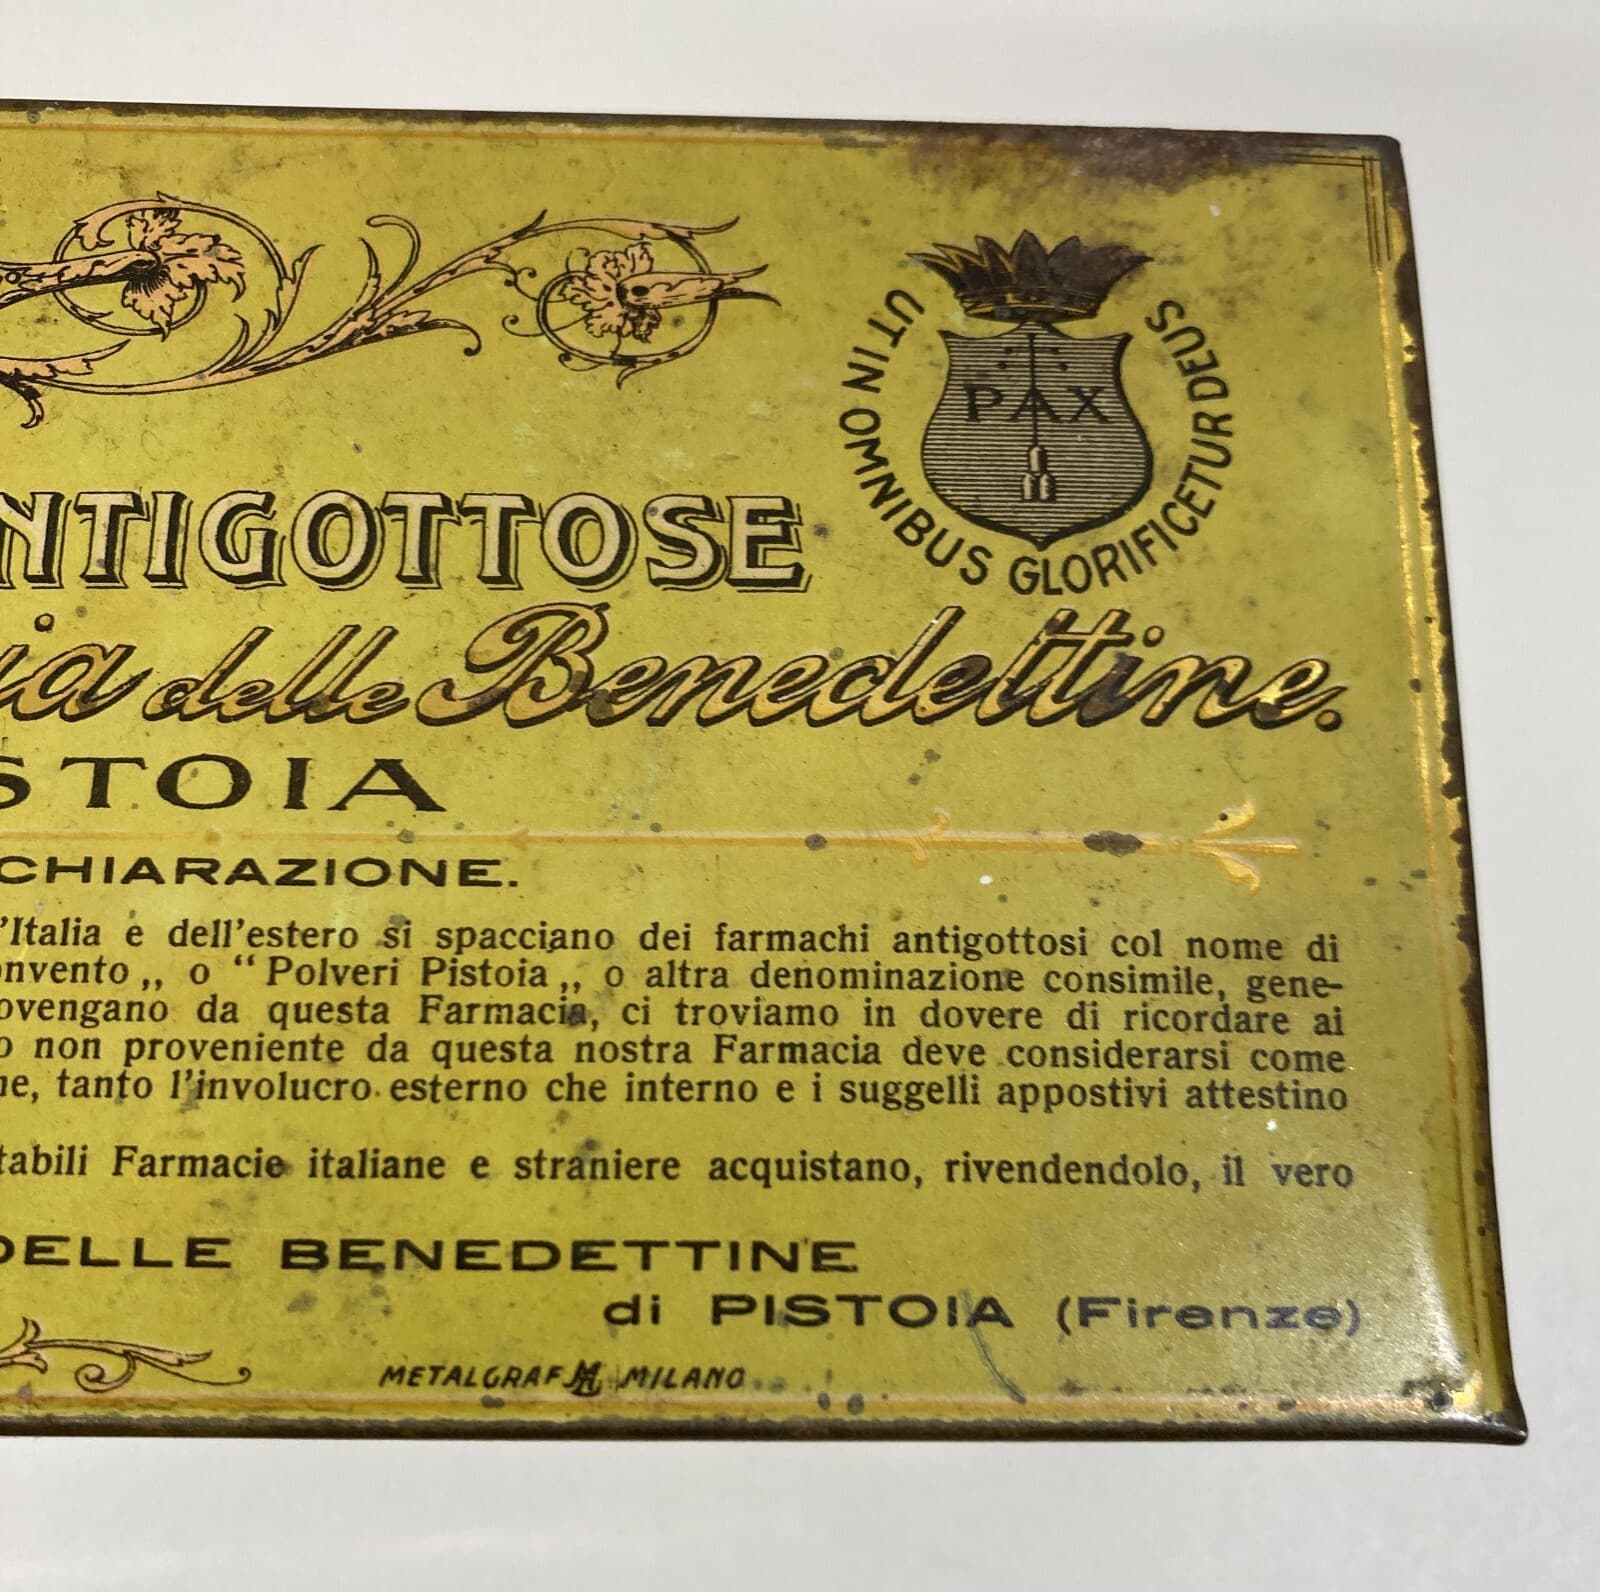 UT IN OMNIBUS GLORIFICETUR DEUS
PAX
NTIGOTTOSE
ia delle Benedettine.
STOIA
CHIARAZIONE.
'Italia e dell'estero si spacciano dei farmachi antigottosi col nome di
nvento „ o “ Polveri Pistoia „ o altra denominazione consimile, gene-
ovengano da questa Farmacia, ci troviamo in dovere di ricordare ai
o non proveniente da questa nostra Farmacia deve considerarsi come
ne, tanto l'involucro esterno che interno e i suggelli appostivi attestino
tabili Farmacie italiane e straniere acquistano, rivendendolo, il vero
DELLE BENEDETTINE
di PISTOIA (Firenze)
METALGRAF MILANO